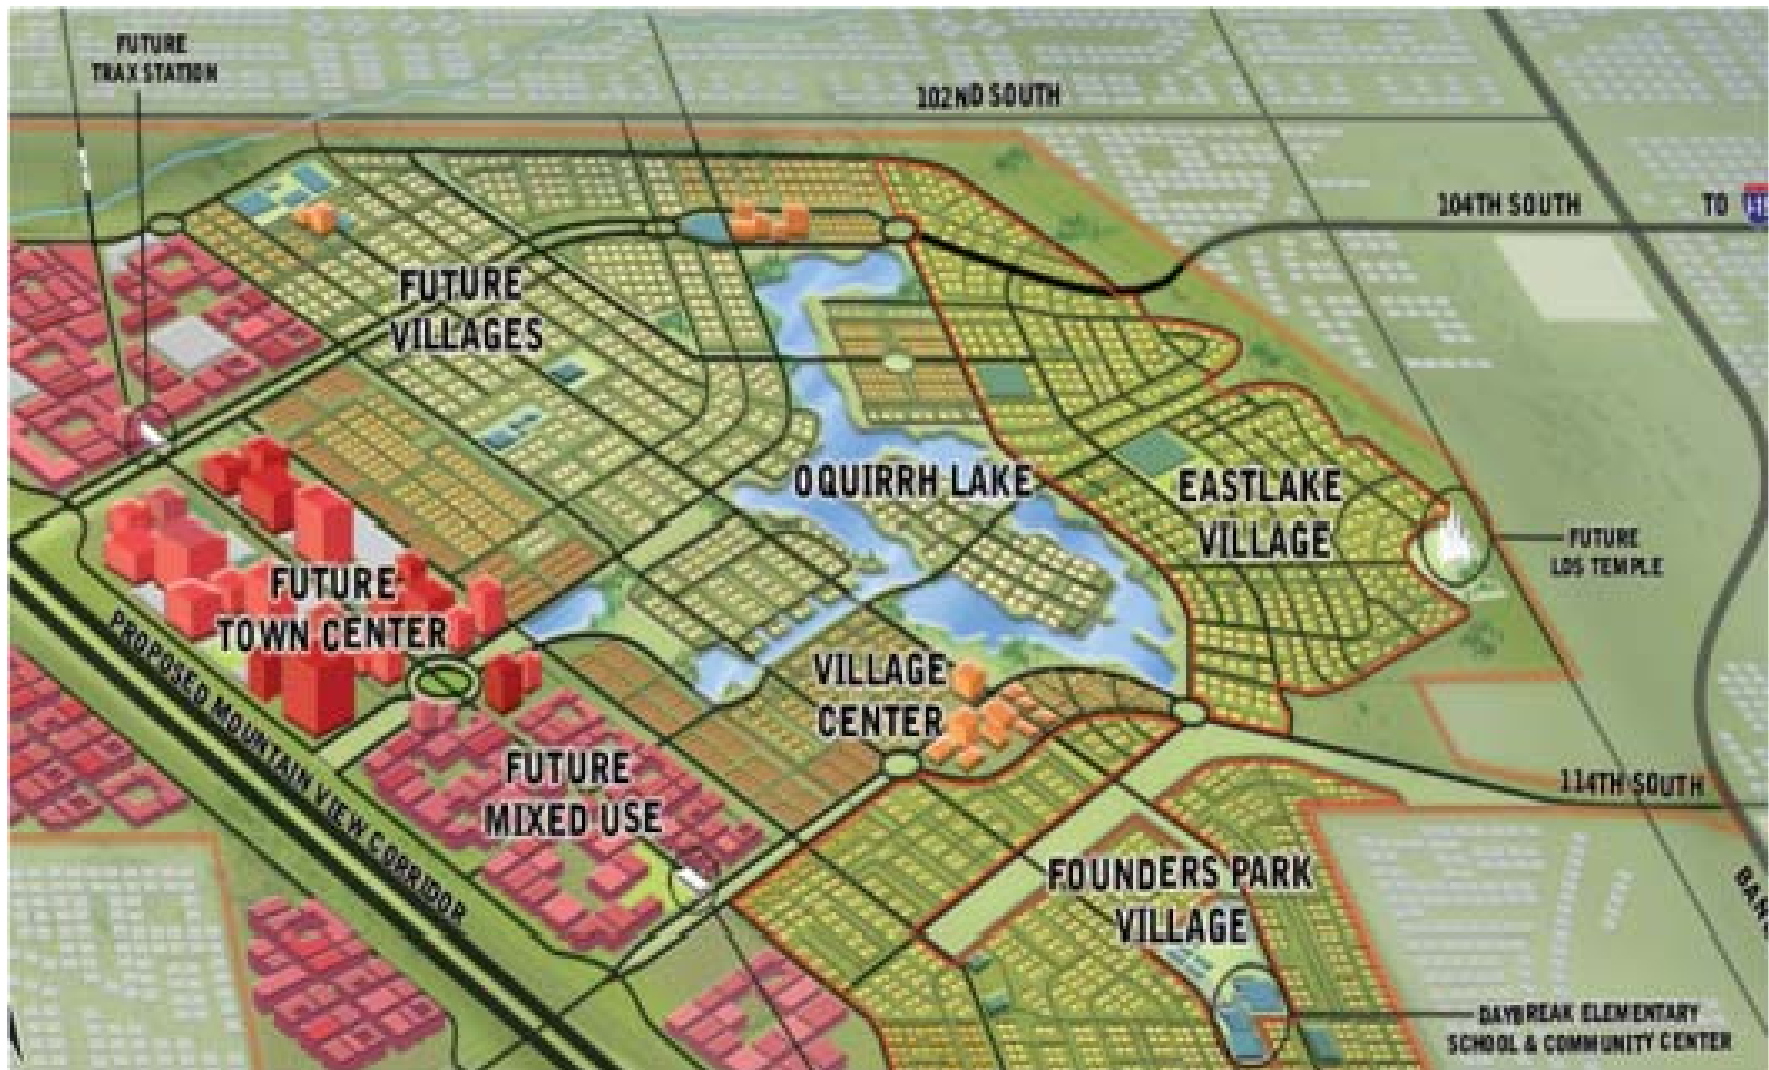 FUTURE
TRAX STATION
102ND SOUTH
104TH SOUTH
TO
FUTURE
VILLAGES
OQUIRRH LAKE
EASTLAKE
VILLAGE
FUTURE
LDS TEMPLE
FUTURE
TOWN CENTER
VILLAGE
CENTER
PROPOSED MOUNTAIN VIEW CORRIDOR
FUTURE
MIXED USE
114TH SOUTH
FOUNDERS PARK
VILLAGE
DAYBREAK ELEMENTARY
SCHOOL & COMMUNITY CENTER